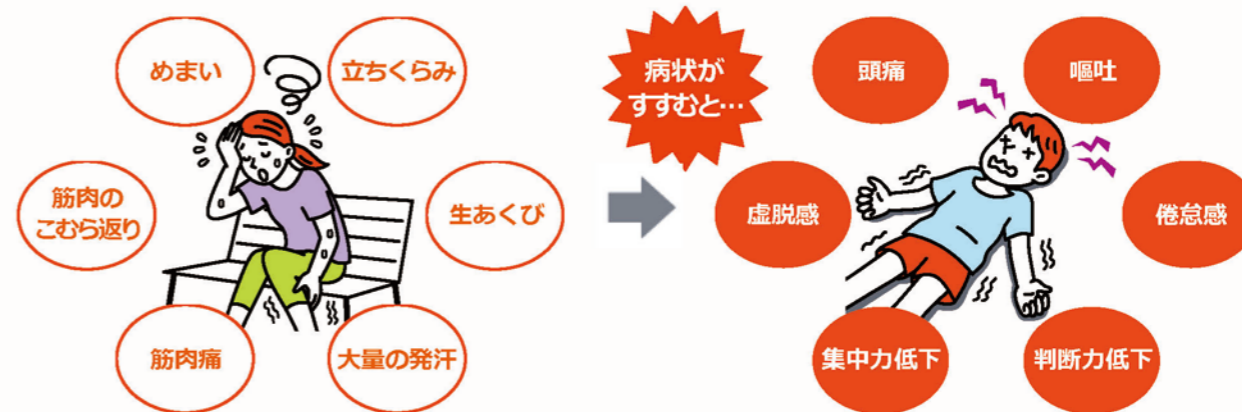 めまい
立ちくらみ
筋肉の
こむら返り
生あくび
筋肉痛
大量の発汗
病状が
すすむと…
頭痛
嘔吐
虚脱感
倦怠感
集中力低下
判断力低下